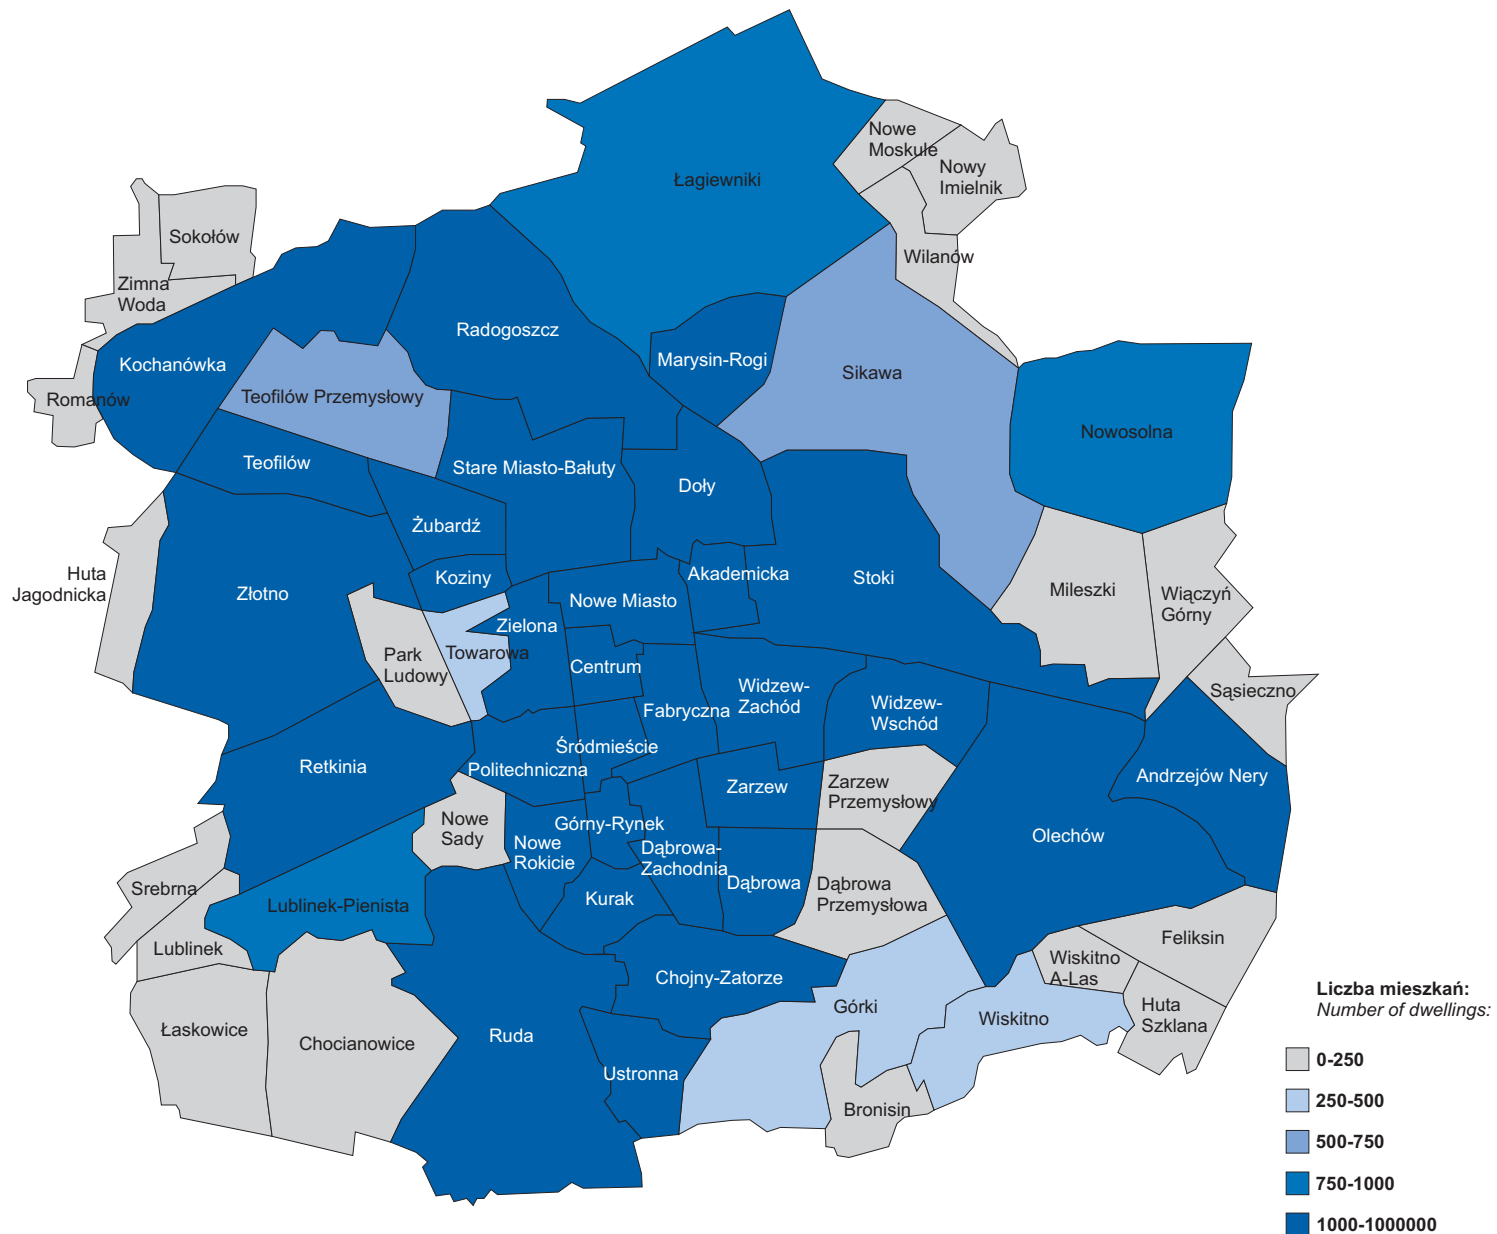 Nowe
Moskule
Nowy
Imielnik
Łagiewniki
Sokołów
Wilanów
Zimna
Woda
Radogoszcz
Marysin-Rogi
Kochanówka
Sikawa
Teofilów Przemysłowy
Romanów
Nowosolna
Teofilów
Stare Miasto-Bałuty
Doły
Żubardź
Huta
Jagodnicka
Koziny
Akademicka
Stoki
Złotno
Nowe Miasto
Mileszki
Wiączyń
Górny
Zielona
Towarowa
Park
Ludowy
Centrum
Widzew-
Zachód
Sąsieczno
Widzew-
Wschód
Fabryczna
Śródmieście
Retkinia
Politechniczna
Andrzejów Nery
Zarzew
Zarzew
Przemysłowy
Nowe
Sady
Górny-Rynek
Olechów
Nowe
Rokicie
Dąbrowa-
Zachodnia
Dąbrowa
Dąbrowa
Przemysłowa
Srebrna
Kurak
Lublinek-Pienista
Feliksin
Lublinek
Wiskitno
A-Las
Chojny-Zatorze
Górki
Huta
Szklana
Wiskitno
Łaskowice
Ruda
Chocianowice
Ustronna
Bronisin
Liczba mieszkań:
Number of dwellings:
0-250
250-500
500-750
750-1000
1000-1000000